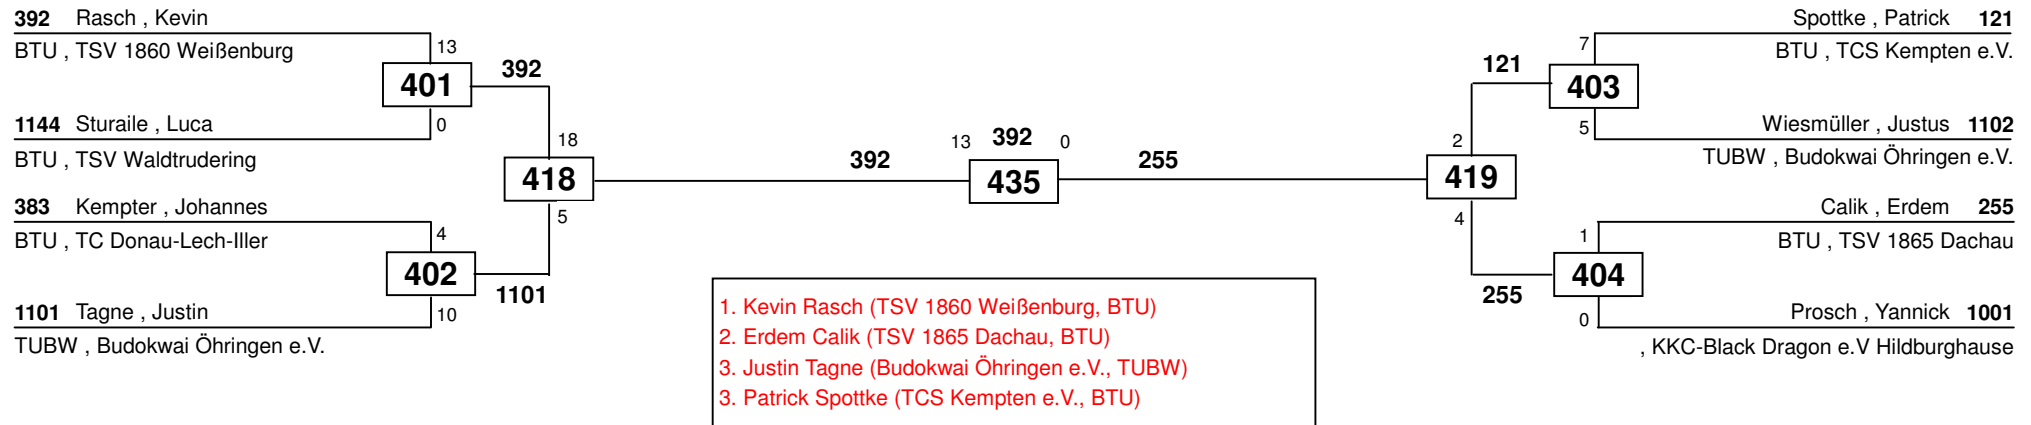 392 Rasch , Kevin
BTU , TSV 1860 Weißenburg
13
401
392
0
1144 Sturaile , Luca
BTU , TSV Waldtrudering
18
418
5
392
383 Kempter , Johannes
BTU , TC Donau-Lech-Iller
4
402
1101
10
1101 Tagne , Justin
TUBW , Budokwai Öhringen e.V.
13 392 0
435
255
Spottke , Patrick 121
BTU , TCS Kempten e.V.
7
121
403
5
Wiesmüller , Justus 1102
TUBW , Budokwai Öhringen e.V.
2
419
4
Calik , Erdem 255
BTU , TSV 1865 Dachau
1
404
255
0
Prosch , Yannick 1001
, KKC-Black Dragon e.V Hildburghause
1. Kevin Rasch (TSV 1860 Weißenburg, BTU)
2. Erdem Calik (TSV 1865 Dachau, BTU)
3. Justin Tagne (Budokwai Öhringen e.V., TUBW)
3. Patrick Spottke (TCS Kempten e.V., BTU)